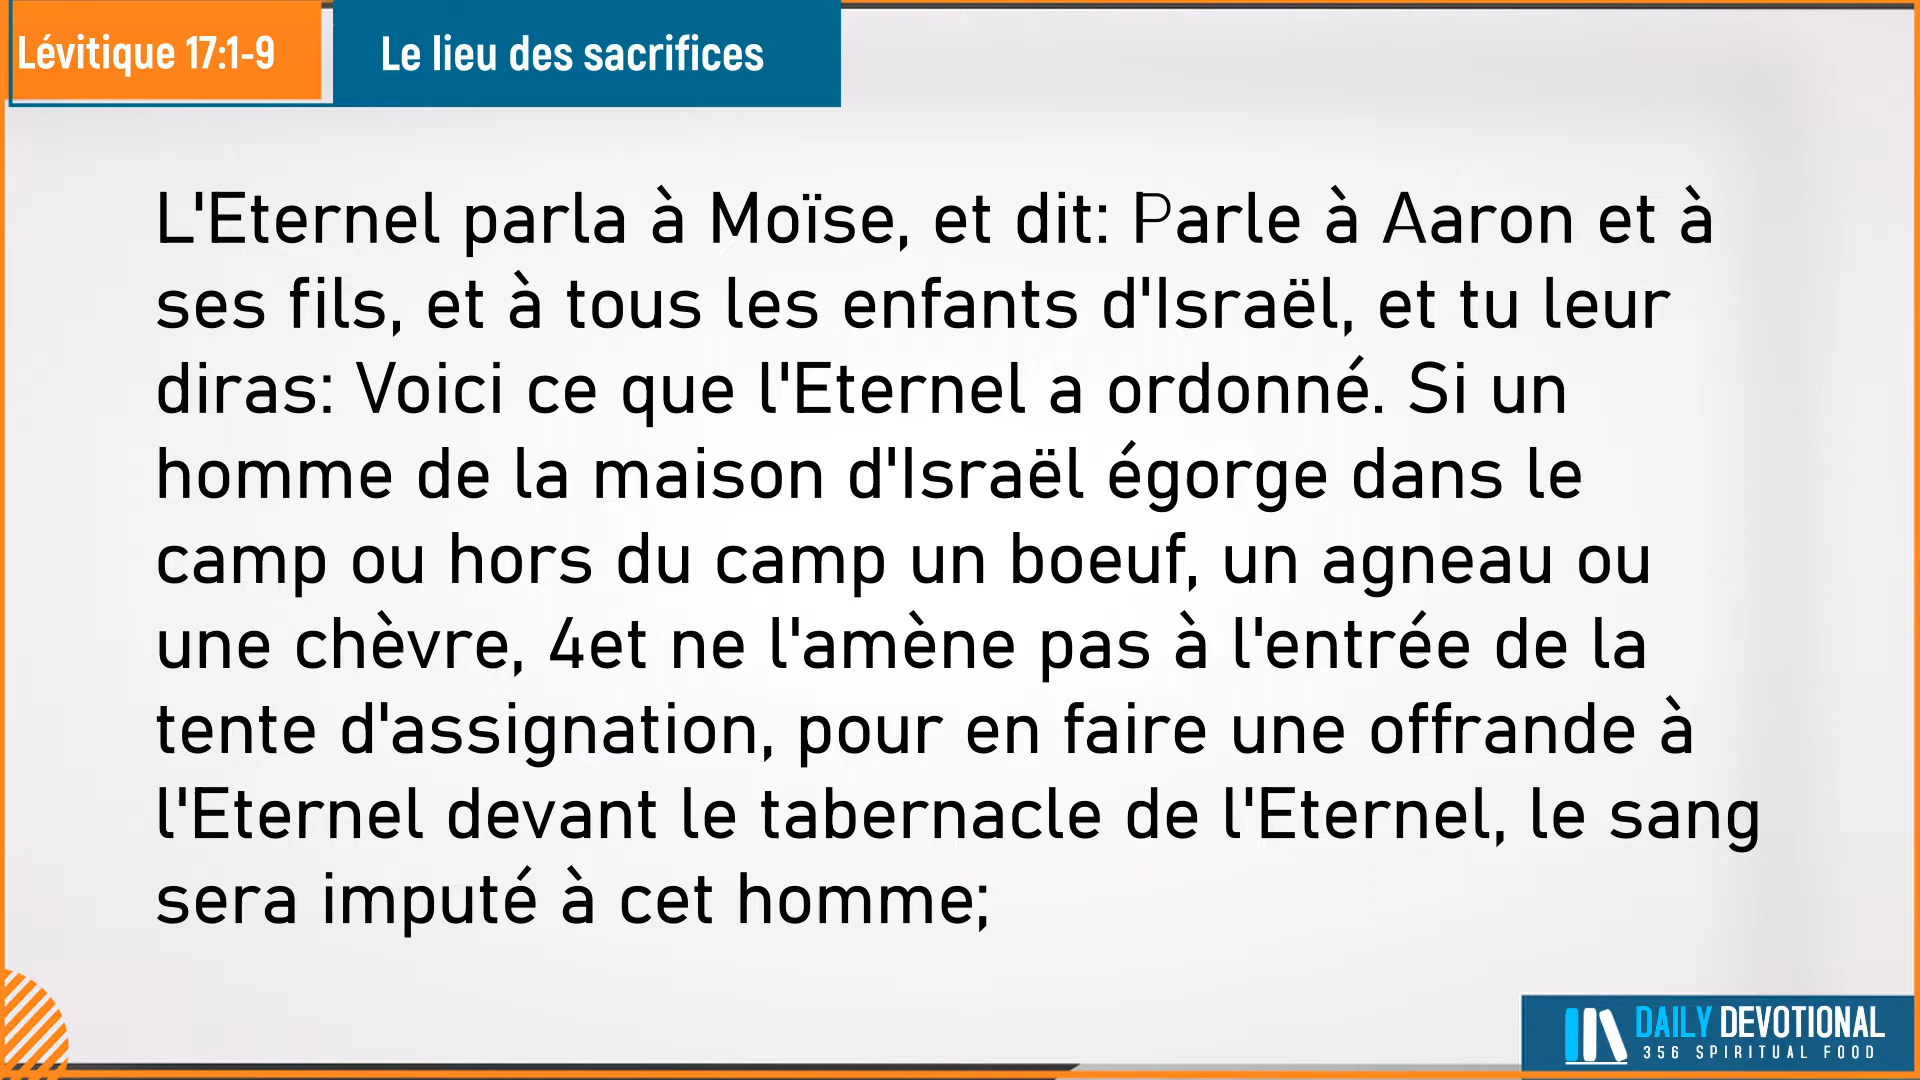 Lévitique 17:1-9
Le lieu des sacrifices
L'Eternel parla à Moïse, et dit: Parle à Aaron et à
ses fils, et à tous les enfants d'Israël, et tu leur
diras: Voici ce que l'Eternel a ordonné. Si un
homme de la maison d'Israël égorge dans le
camp ou hors du camp un boeuf, un agneau ou
une chèvre, 4et ne l'amène pas à l'entrée de la
tente d'assignation, pour en faire une offrande à
l'Eternel devant le tabernacle de l'Eternel, le sang
sera imputé à cet homme;
DAILY DEVOTIONAL
356 SPIRITUAL FOOD